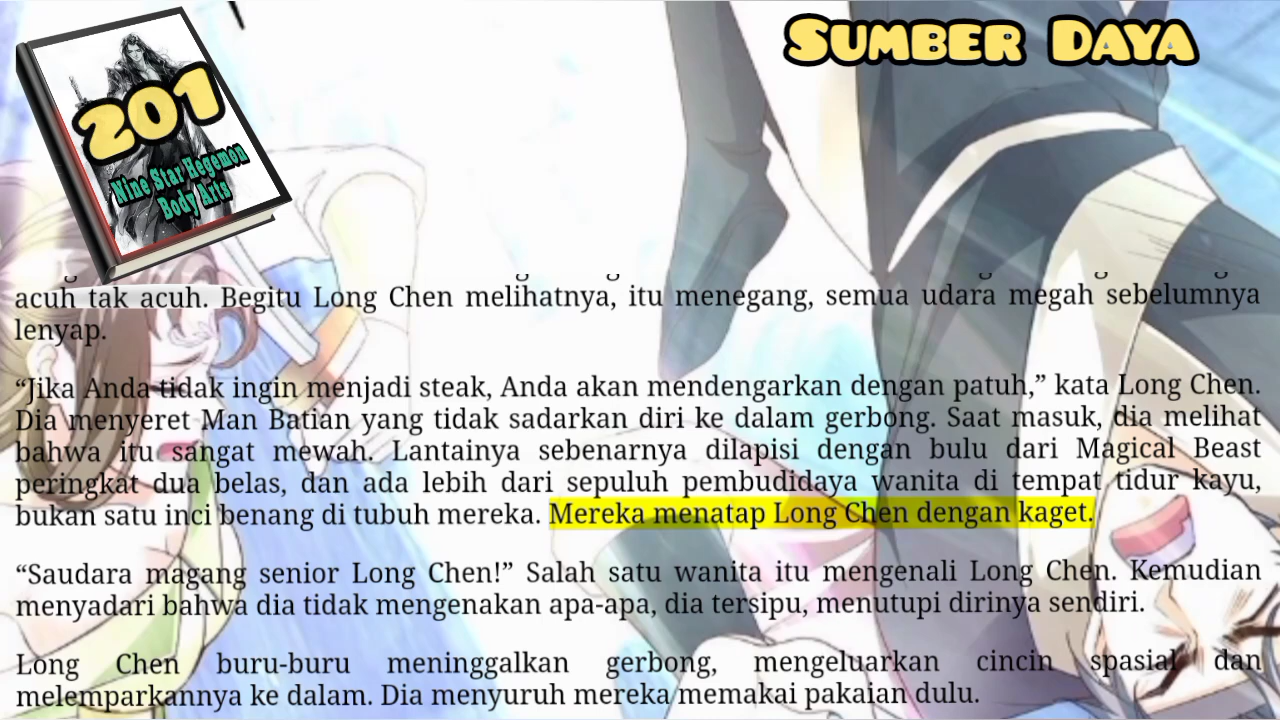 Sumber Daya
201
Nine Star Hegemon
Body Arts
acuh tak acuh. Begitu Long Chen melihatnya, itu menegang, semua udara megah sebelumnya
lenyap.
“Jika Anda tidak ingin menjadi steak, Anda akan mendengarkan dengan patuh,” kata Long Chen.
Dia menyeret Man Batian yang tidak sadarkan diri ke dalam gerbong. Saat masuk, dia melihat
bahwa itu sangat mewah. Lantainya sebenarnya dilapisi dengan bulu dari Magical Beast
peringkat dua belas, dan ada lebih dari sepuluh pembudidaya wanita di tempat tidur kayu,
bukan satu inci benang di tubuh mereka. Mereka menatap Long Chen dengan kaget.
“Saudara magang senior Long Chen!” Salah satu wanita itu mengenali Long Chen. Kemudian
menyadari bahwa dia tidak mengenakan apa-apa, dia tersipu, menutupi dirinya sendiri.
Long Chen buru-buru meninggalkan gerbong, mengeluarkan cincin spasial dan
melemparkannya ke dalam. Dia menyuruh mereka memakai pakaian dulu.